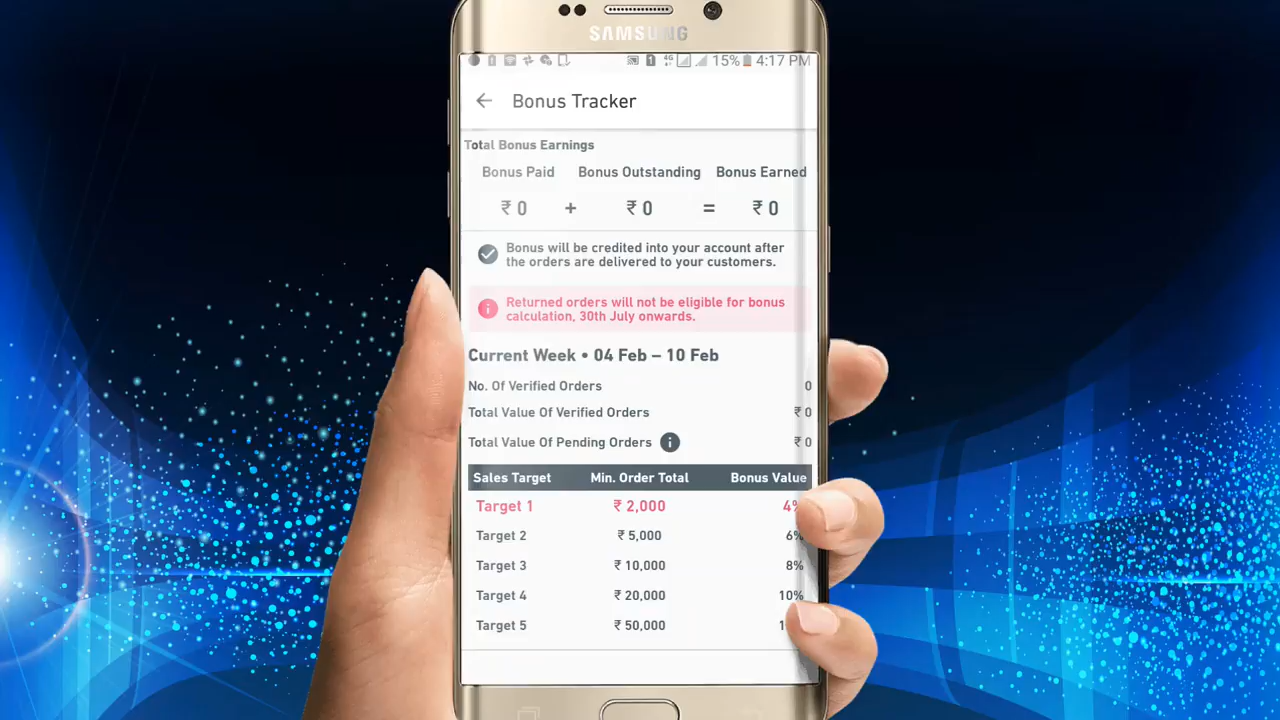 SAMSUNG
15% 4:17 PM
Bonus Tracker
Total Bonus Earnings
Bonus Paid Bonus Outstanding Bonus Earned
₹ 0 + ₹ 0 = ₹ 0
Bonus will be credited into your account after
the orders are delivered to your customers.
Returned orders will not be eligible for bonus
calculation, 30th July onwards.
Current Week • 04 Feb – 10 Feb
No. Of Verified Orders 0
Total Value Of Verified Orders ₹ 0
Total Value Of Pending Orders ₹ 0
Sales Target Min. Order Total Bonus Value
Target 1 ₹ 2,000 4%
Target 2 ₹ 5,000 6%
Target 3 ₹ 10,000 8%
Target 4 ₹ 20,000 10%
Target 5 ₹ 50,000